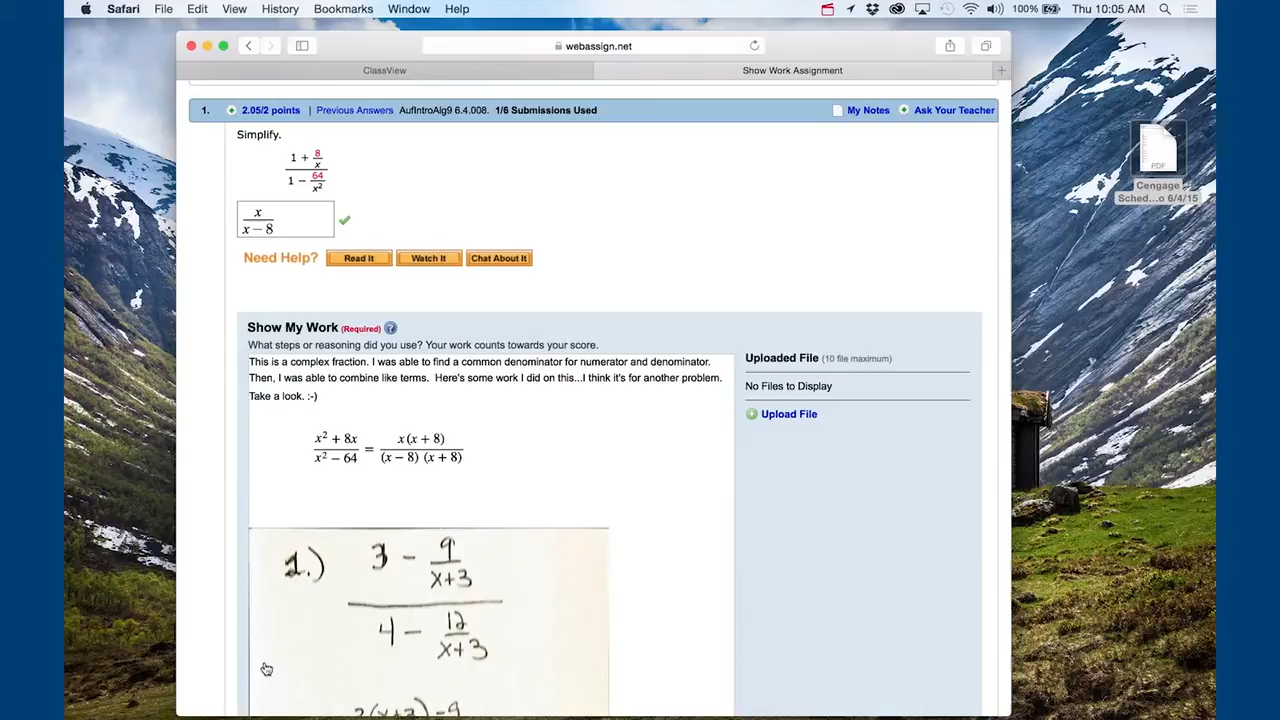 Safari File Edit View History Bookmarks Window Help 100% Thu 10:05 AM
webassign.net
ClassView Show Work Assignment
1. 2.05/2 points | Previous Answers AufIntroAlg9 6.4.008. 1/6 Submissions Used My Notes Ask Your Teacher
Simplify.
1 + 8/x
1 − 64/x²
x
x − 8
Need Help? Read It Watch It Chat About It
Show My Work (Required) ?
What steps or reasoning did you use? Your work counts towards your score.
This is a complex fraction. I was able to find a common denominator for numerator and denominator.
Then, I was able to combine like terms. Here's some work I did on this...I think it's for another problem.
Take a look. :-)
x² + 8x / x² − 64 = x(x + 8) / (x − 8) (x + 8)
1.) 3 − 9/x+3
4 − 12/x+3
Uploaded File (10 file maximum)
No Files to Display
Upload File
PDF
Cengage
Sched...o 6/4/15